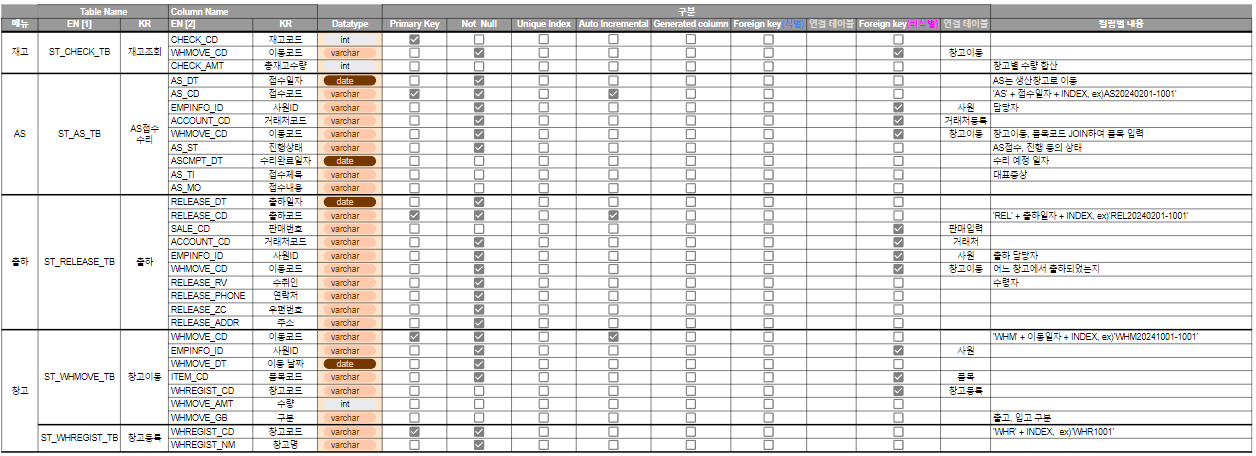 Table Name Column Name 구분
메뉴 EN [1] KR EN [2] KR Datatype Primary Key Not Null Unique Index Auto Incremental Generated column Foreign key(식별) 연결 테이블 Foreign key(비식별) 연결 테이블 컬럼별 내용
재고 ST_CHECK_TB 재고조회 CHECK_CD 재고코드 int
WHMOVE_CD 이동코드 varchar 창고이동
CHECK_AMT 총재고수량 int 창고별 수량 합산
AS ST_AS_TB AS접수 수리 AS_DT 접수일자 date AS는 생산창고로 이동
AS_CD 접수코드 varchar 'AS' + 접수일자 + INDEX, ex)AS20240201-1001'
EMPINFO_ID 사원ID varchar 사원 담당자
ACCOUNT_CD 거래처코드 varchar 거래처등록
WHMOVE_CD 이동코드 varchar 창고이동 창고이동, 품목코드 JOIN하여 품목 입력
AS_ST 진행상태 varchar AS접수, 진행 등의 상태
ASCMPT_DT 수리완료일자 date 수리 예정 일자
AS_TI 접수제목 varchar 대표증상
AS_MO 접수내용 varchar
출하 ST_RELEASE_TB 출하 RELEASE_DT 출하일자 date
RELEASE_CD 출하코드 varchar 'REL' + 출하일자 + INDEX, ex)'REL20240201-1001'
SALE_CD 판매번호 varchar 판매입력
ACCOUNT_CD 거래처코드 varchar 거래처
EMPINFO_ID 사원ID varchar 사원 출하 담당자
WHMOVE_CD 이동코드 varchar 창고이동 어느 창고에서 출하되었는지
RELEASE_RV 수취인 varchar 수령자
RELEASE_PHONE 연락처 varchar
RELEASE_ZC 우편번호 varchar
RELEASE_ADDR 주소 varchar
창고 ST_WHMOVE_TB 창고이동 WHMOVE_CD 이동코드 varchar 'WHM' + 이동일자 + INDEX, ex)'WHM20241001-1001'
EMPINFO_ID 사원ID varchar 사원
WHMOVE_DT 이동 날짜 date
ITEM_CD 품목코드 varchar 품목
WHREGIST_CD 창고코드 varchar 창고등록
WHMOVE_AMT 수량 int
WHMOVE_GB 구분 varchar 출고, 입고 구분
ST_WHREGIST_TB 창고등록 WHREGIST_CD 창고코드 varchar 'WHR' + INDEX, ex)'WHR1001'
WHREGIST_NM 창고명 varchar